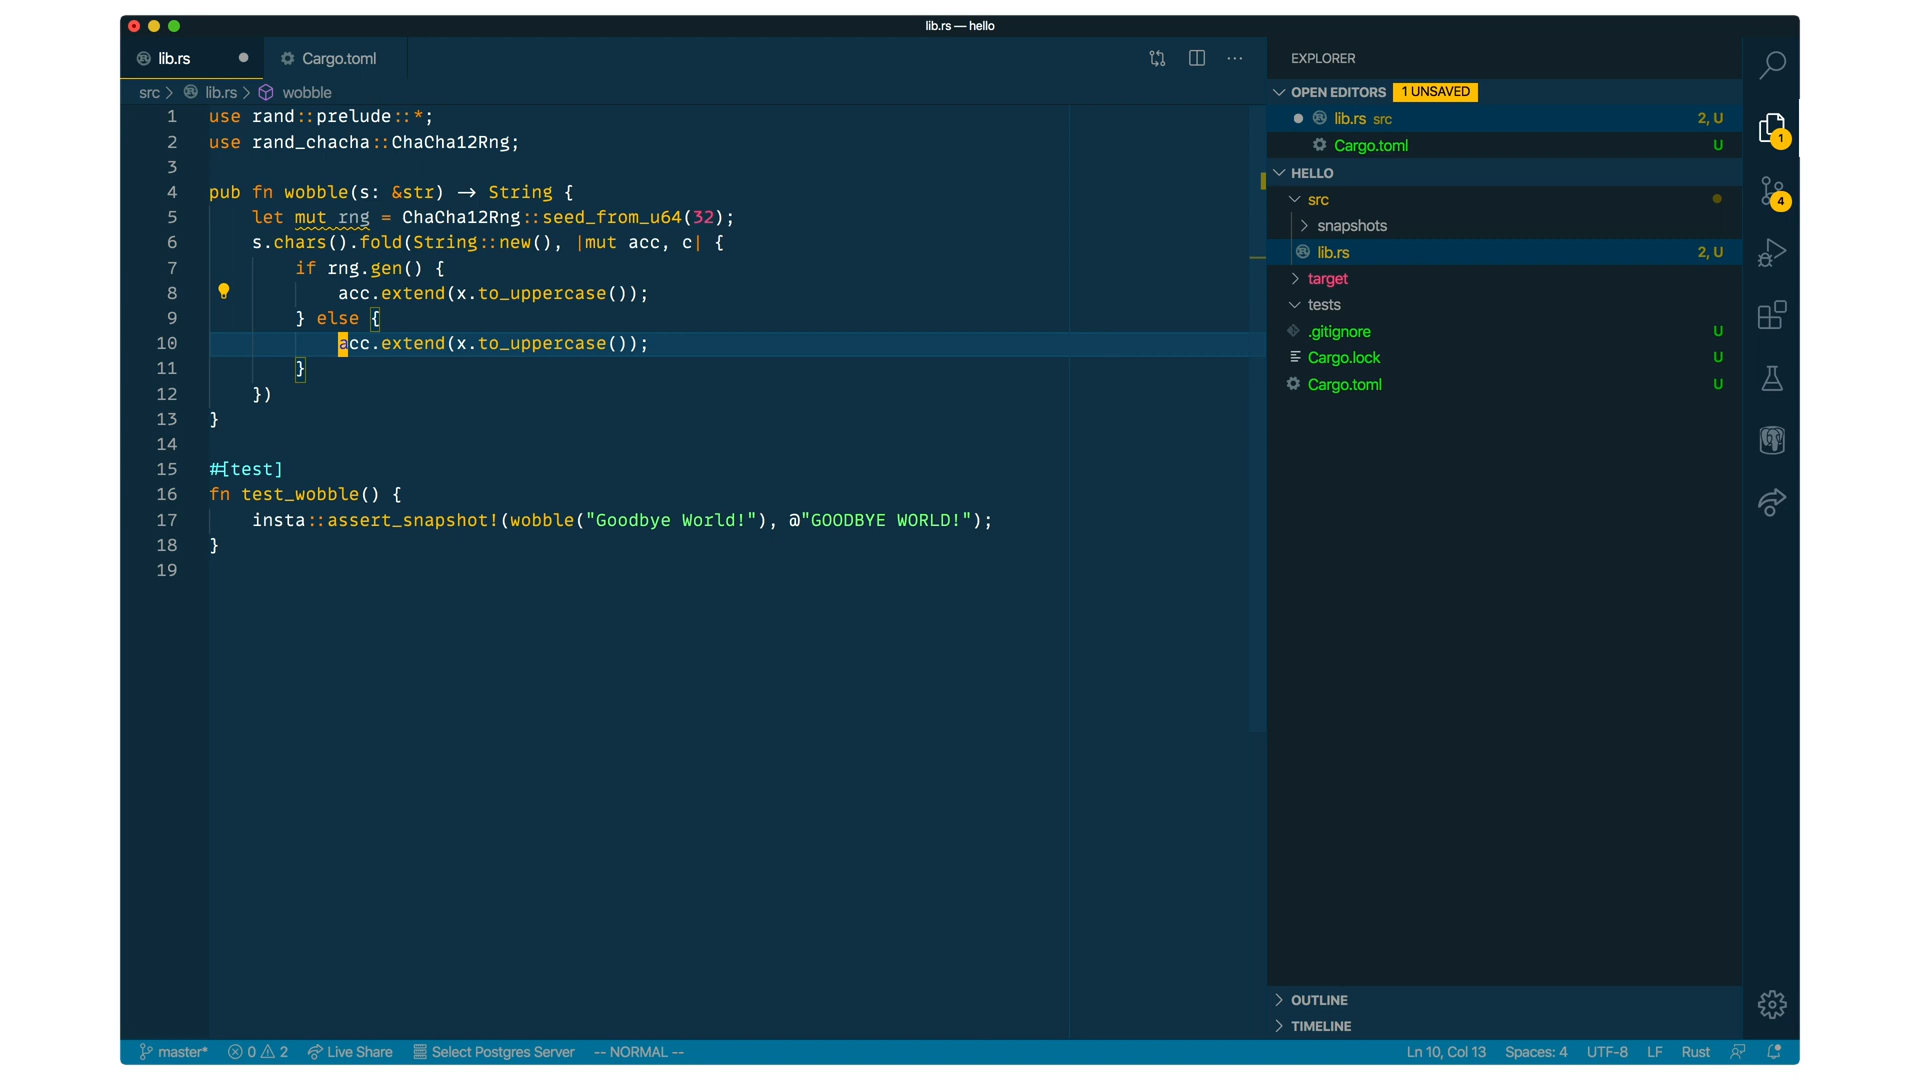 lib.rs — hello
lib.rs
Cargo.toml
src > lib.rs > wobble
1 use rand::prelude::*;
2 use rand_chacha::ChaCha12Rng;
3
4 pub fn wobble(s: &str) → String {
5 let mut rng = ChaCha12Rng::seed_from_u64(32);
6 s.chars().fold(String::new(), |mut acc, c| {
7 if rng.gen() {
8 acc.extend(x.to_uppercase());
9 } else {
10 acc.extend(x.to_uppercase());
11 }
12 })
13 }
14
15 #[test]
16 fn test_wobble() {
17 insta::assert_snapshot!(wobble("Goodbye World!"), @"GOODBYE WORLD!");
18 }
19
EXPLORER
OPEN EDITORS 1 UNSAVED
lib.rs src 2, U
Cargo.toml U
HELLO
src
snapshots
lib.rs 2, U
target
tests
.gitignore U
Cargo.lock U
Cargo.toml U
OUTLINE
TIMELINE
1
4
master* 0 2 Live Share Select Postgres Server -- NORMAL -- Ln 10, Col 13 Spaces: 4 UTF-8 LF Rust